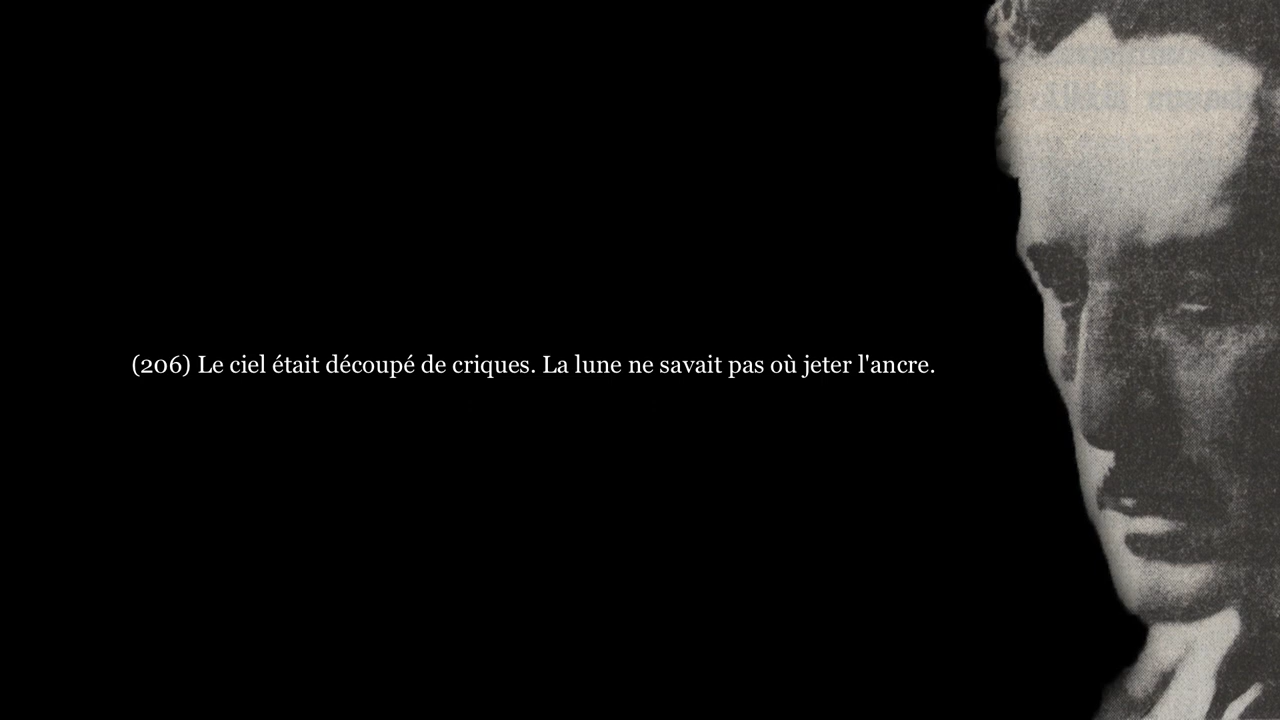 (206) Le ciel était découpé de criques. La lune ne savait pas où jeter l'ancre.